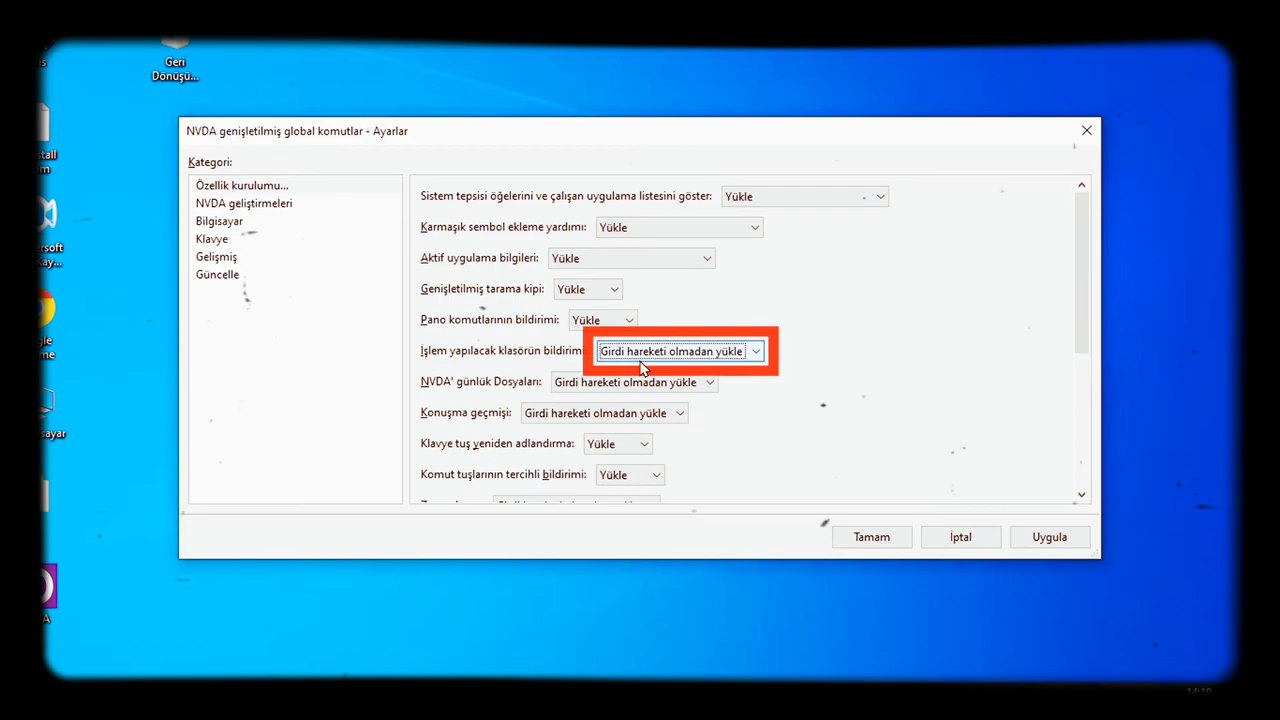 Geri
Dönüşü...
NVDA genişletilmiş global komutlar - Ayarlar
Kategori:
Özellik kurulumu...
NVDA geliştirmeleri
Bilgisayar
Klavye
Gelişmiş
Güncelle
Sistem tepsisi öğelerini ve çalışan uygulama listesini göster: Yükle
Karmaşık sembol ekleme yardımı: Yükle
Aktif uygulama bilgileri: Yükle
Genişletilmiş tarama kipi: Yükle
Pano komutlarının bildirimi: Yükle
İşlem yapılacak klasörün bildirimi Girdi hareketi olmadan yükle
NVDA' günlük Dosyaları: Girdi hareketi olmadan yükle
Konuşma geçmişi: Girdi hareketi olmadan yükle
Klavye tuş yeniden adlandırma: Yükle
Komut tuşlarının tercihli bildirimi: Yükle
Tamam
İptal
Uygula
14:19